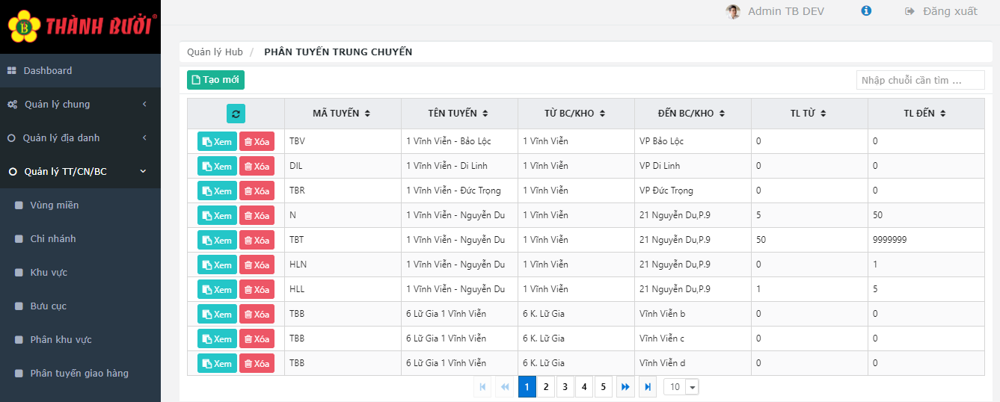 THÀNH BƯỞI®
B
Admin TB DEV
Đăng xuất
Dashboard
Quản lý chung
Quản lý địa danh
Quản lý TT/CN/BC
Vùng miền
Chi nhánh
Khu vực
Bưu cục
Phân khu vực
Phân tuyến giao hàng
Quản lý Hub / PHÂN TUYẾN TRUNG CHUYỂN
Tạo mới
Nhập chuỗi cần tìm ...
MÃ TUYẾN TÊN TUYẾN TỪ BC/KHO ĐẾN BC/KHO TL TỪ TL ĐẾN
Xem Xóa TBV 1 Vĩnh Viễn - Bảo Lộc 1 Vĩnh Viễn VP Bảo Lộc 0 0
Xem Xóa DIL 1 Vĩnh Viễn - Di Linh 1 Vĩnh Viễn VP Di Linh 0 0
Xem Xóa TBR 1 Vĩnh Viễn - Đức Trọng 1 Vĩnh Viễn VP Đức Trọng 0 0
Xem Xóa N 1 Vĩnh Viễn - Nguyễn Du 1 Vĩnh Viễn 21 Nguyễn Du,P.9 5 50
Xem Xóa TBT 1 Vĩnh Viễn - Nguyễn Du 1 Vĩnh Viễn 21 Nguyễn Du,P.9 50 9999999
Xem Xóa HLN 1 Vĩnh Viễn - Nguyễn Du 1 Vĩnh Viễn 21 Nguyễn Du,P.9 0 1
Xem Xóa HLL 1 Vĩnh Viễn - Nguyễn Du 1 Vĩnh Viễn 21 Nguyễn Du,P.9 1 5
Xem Xóa TBB 6 Lữ Gia 1 Vĩnh Viễn 6 K. Lữ Gia Vĩnh Viễn b 0 0
Xem Xóa TBB 6 Lữ Gia 1 Vĩnh Viễn 6 K. Lữ Gia Vĩnh Viễn c 0 0
Xem Xóa TBB 6 Lữ Gia 1 Vĩnh Viễn 6 K. Lữ Gia Vĩnh Viễn d 0 0
1 2 3 4 5 10